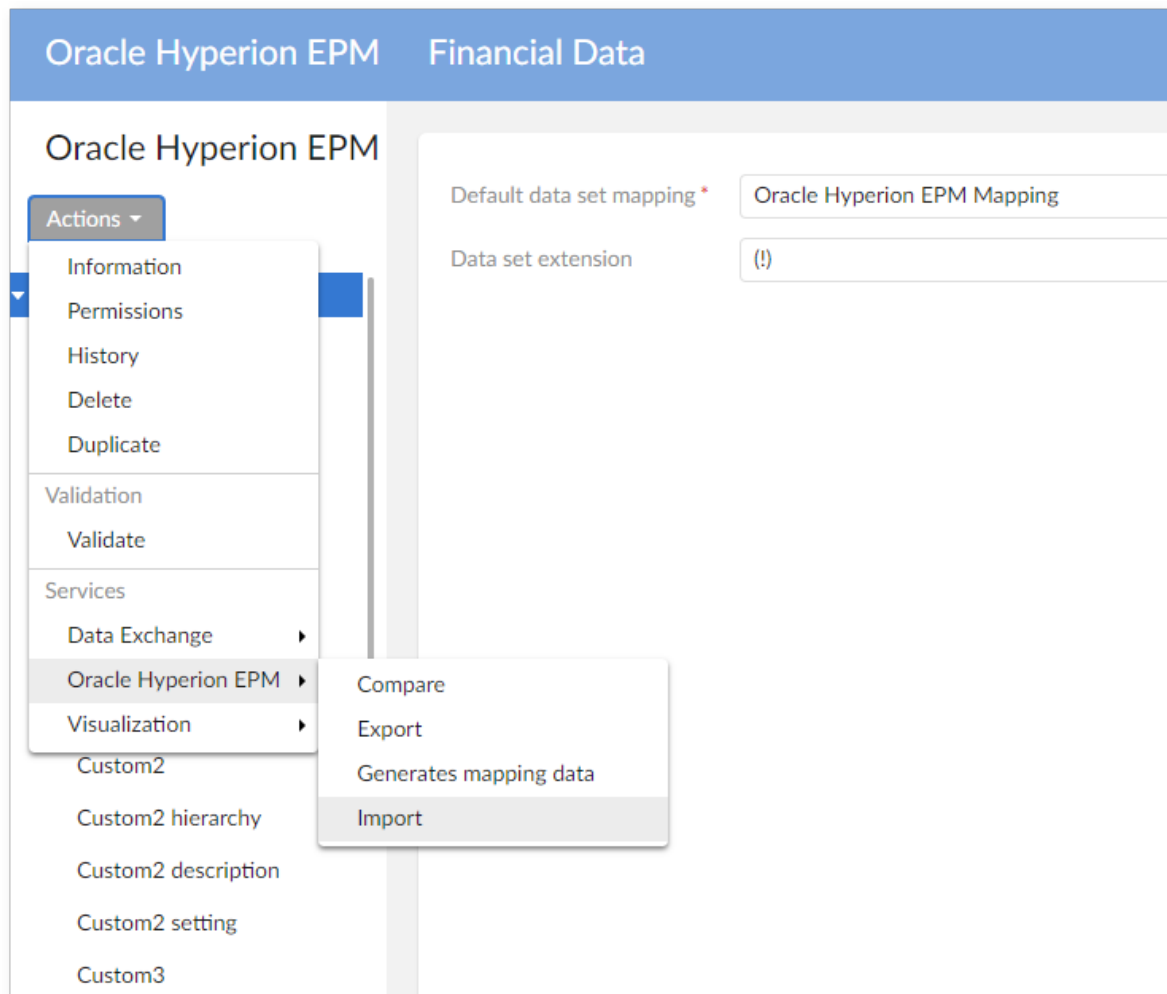 Oracle Hyperion EPM Financial Data
Oracle Hyperion EPM
Actions
Default data set mapping * Oracle Hyperion EPM Mapping
Data set extension (!)
Information
Permissions
History
Delete
Duplicate
Validation
Validate
Services
Data Exchange
Oracle Hyperion EPM
Visualization
Compare
Export
Generates mapping data
Import
Custom2
Custom2 hierarchy
Custom2 description
Custom2 setting
Custom3